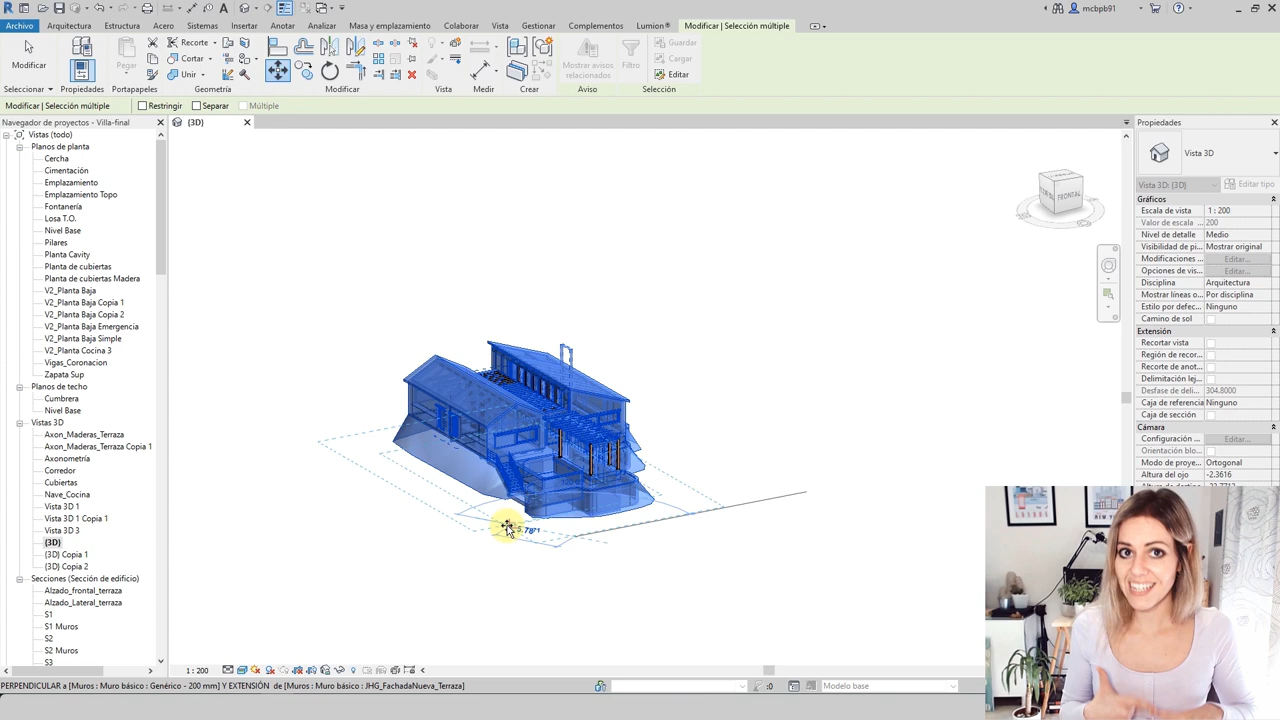 mcbpb91
Archivo Arquitectura Estructura Acero Sistemas Insertar Anotar Analizar Masa y emplazamiento Colaborar Vista Gestionar Complementos Lumion® Modificar | Selección múltiple
Modificar
Pegar
Recorte
Cortar
Unir
Mostrar avisos
relacionados
Filtro
Guardar
Cargar
Editar
Seleccionar Propiedades Portapapeles Geometría Modificar Vista Medir Crear Aviso Selección
Modificar | Selección múltiple Restringir Separar Múltiple
Navegador de proyectos - Villa-final
Vistas (todo)
Planos de planta
Cercha
Cimentación
Emplazamiento
Emplazamiento Topo
Fontanería
Losa T.O.
Nivel Base
Pilares
Planta Cavity
Planta de cubiertas
Planta de cubiertas Madera
V2_Planta Baja
V2_Planta Baja Copia 1
V2_Planta Baja Copia 2
V2_Planta Baja Emergencia
V2_Planta Baja Simple
V2_Planta Cocina 3
Vigas_Coronacion
Zapata Sup
Planos de techo
Cumbrera
Nivel Base
Vistas 3D
Axon_Maderas_Terraza
Axon_Maderas_Terraza Copia 1
Axonometría
Corredor
Cubiertas
Nave_Cocina
Vista 3D 1
Vista 3D 1 Copia 1
Vista 3D 3
{3D}
{3D} Copia 1
{3D} Copia 2
Secciones (Sección de edificio)
Alzado_frontal_terraza
Alzado_Lateral_terraza
S1
S1 Muros
S2
S2 Muros
S3
{3D}
FRONTAL
Propiedades
Vista 3D
Vista 3D: {3D} Editar tipo
Gráficos
Escala de vista 1 : 200
Valor de escala ... 200
Nivel de detalle Medio
Visibilidad de pi... Mostrar original
Modificaciones ... Editar...
Opciones de vis... Editar...
Disciplina Arquitectura
Mostrar líneas o... Por disciplina
Estilo por defec... Ninguno
Camino de sol
Extensión
Recortar vista
Región de recor...
Recorte de anot...
Delimitación lej...
Desfase de deli... 304.8000
Caja de referencia Ninguno
Caja de sección
Cámara
Configuración ... Editar...
Orientación bloq...
Modo de proye... Ortogonal
Altura del ojo -2.3616
1 : 200
PERPENDICULAR a [Muros : Muro básico : Genérico - 200 mm] Y EXTENSIÓN de [Muros : Muro básico : JHG_FachadaNueva_Terraza]
:0
Modelo base